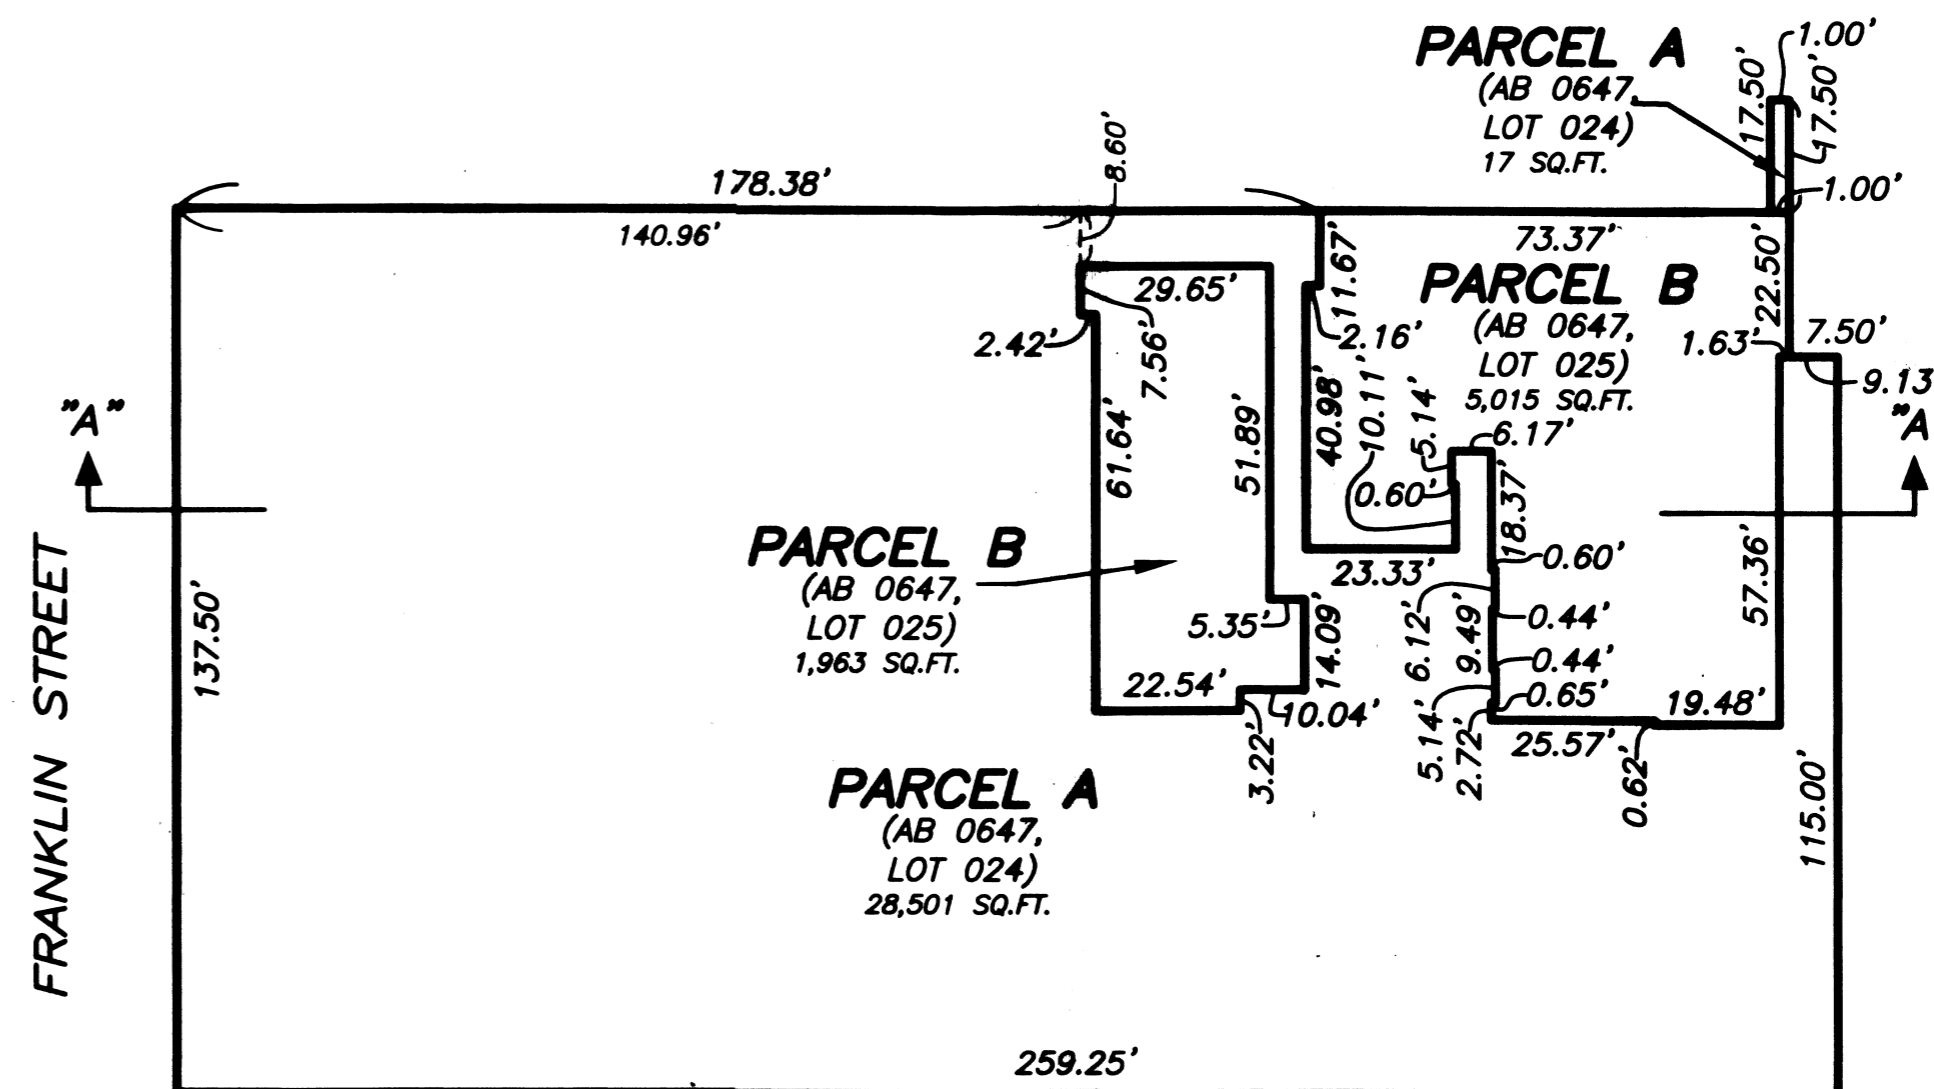 PARCEL A
(AB 0647,
LOT 024)
17 SQ.FT.
1.00'
17.50'
17.50'
1.00'
8.60'
178.38'
140.96'
73.37'
11.67'
22.50'
PARCEL B
(AB 0647,
LOT 025)
5,015 SQ.FT.
29.65'
7.56'
2.42'
2.16'
1.63'
7.50'
9.13
"A"
"A
61.64'
51.89'
40.98'
10.11'
5.14'
6.17'
0.60'
18.37'
23.33'
0.60'
57.36'
PARCEL B
(AB 0647,
LOT 025)
1,963 SQ.FT.
5.35'
14.09'
6.12'
9.49'
0.44'
0.44'
0.65'
22.54'
10.04'
3.22'
5.14'
2.72'
25.57'
0.62'
19.48'
137.50'
FRANKLIN STREET
PARCEL A
(AB 0647,
LOT 024)
28,501 SQ.FT.
115.00'
259.25'